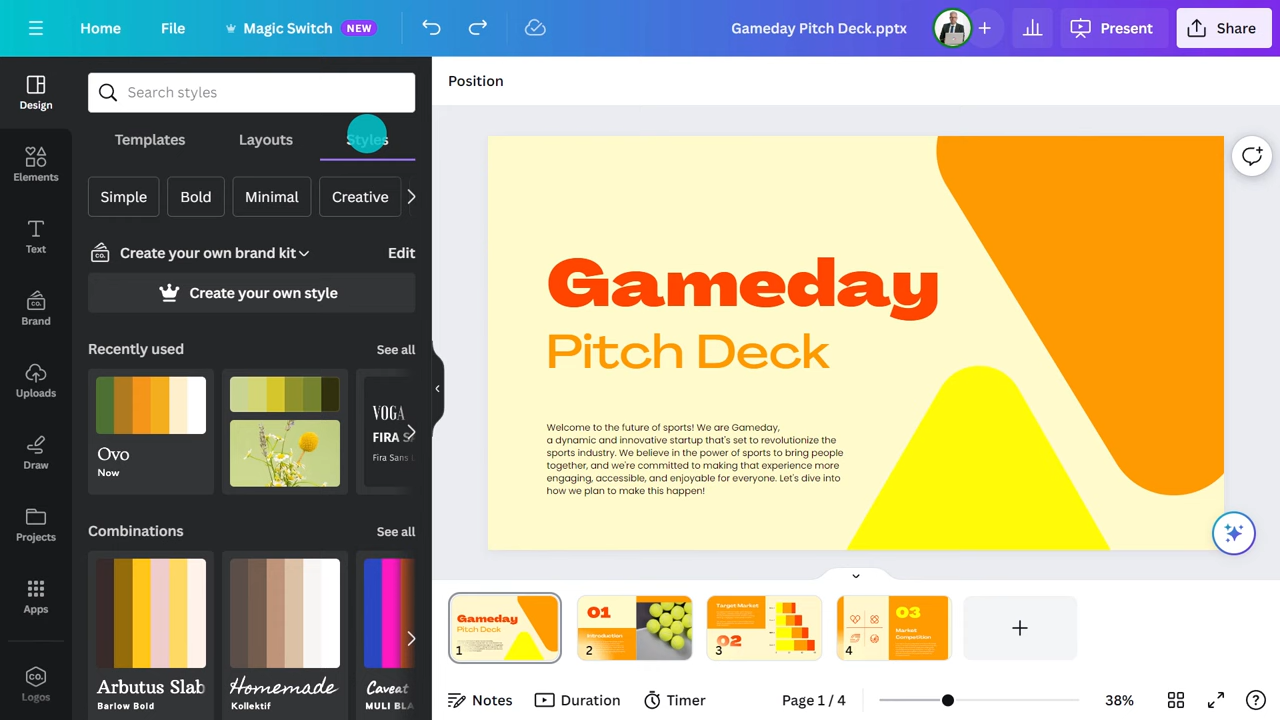 Home
File
Magic Switch
NEW
Gameday Pitch Deck.pptx
Present
Share
Design
Elements
Text
Brand
Uploads
Draw
Projects
Apps
Logos
Search styles
Templates
Layouts
Styles
Simple
Bold
Minimal
Creative
Create your own brand kit
Edit
Create your own style
Recently used
See all
Ovo
Now
VOGA
FIRA
Fira Sans
Combinations
See all
Arbutus Slab
Barlow Bold
Homemade
Kollektif
Caveat
MULI
Position
Gameday
Pitch Deck
Welcome to the future of sports! We are Gameday,
a dynamic and innovative startup that's set to revolutionize the
sports industry. We believe in the power of sports to bring people
together, and we're committed to making that experience more
engaging, accessible, and enjoyable for everyone. Let's dive into
how we plan to make this happen!
Gameday
Pitch Deck
1
01
Introduction
2
Target Market
02
3
03
Market
Competition
4
Notes
Duration
Timer
Page 1 / 4
38%